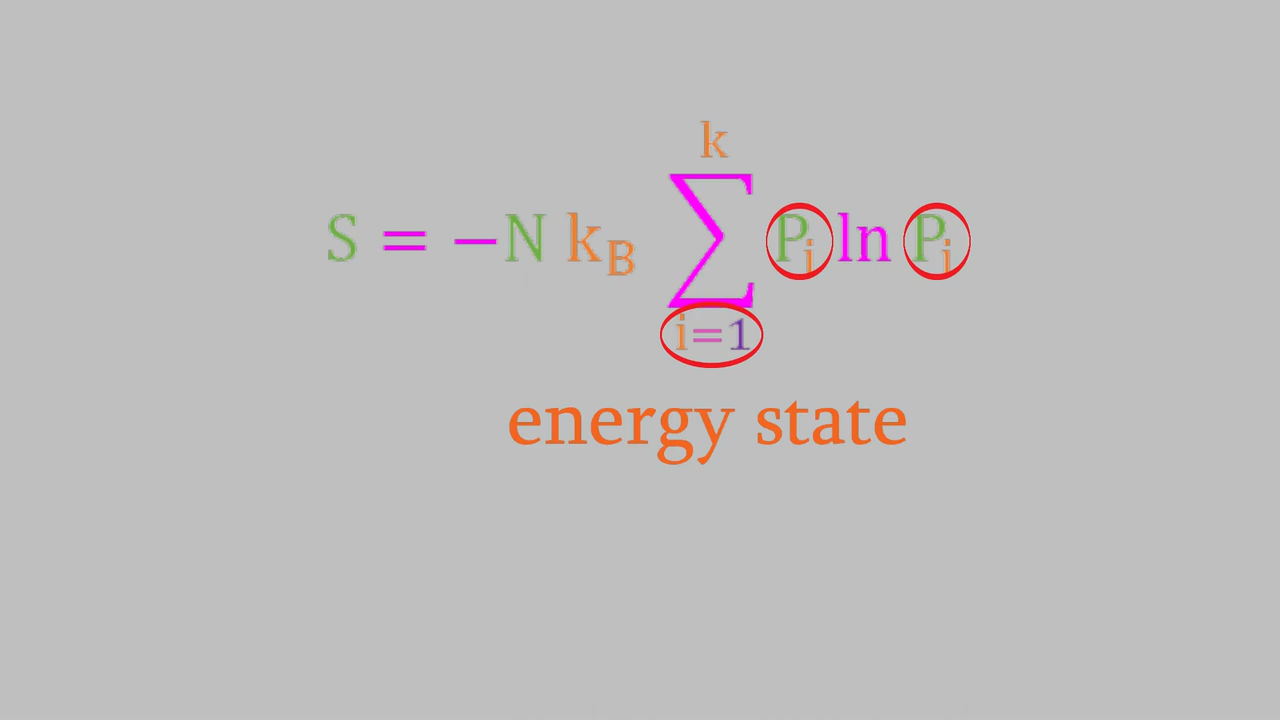 k
S = −N k_B ∑ P_i ln P_i
i=1
energy state